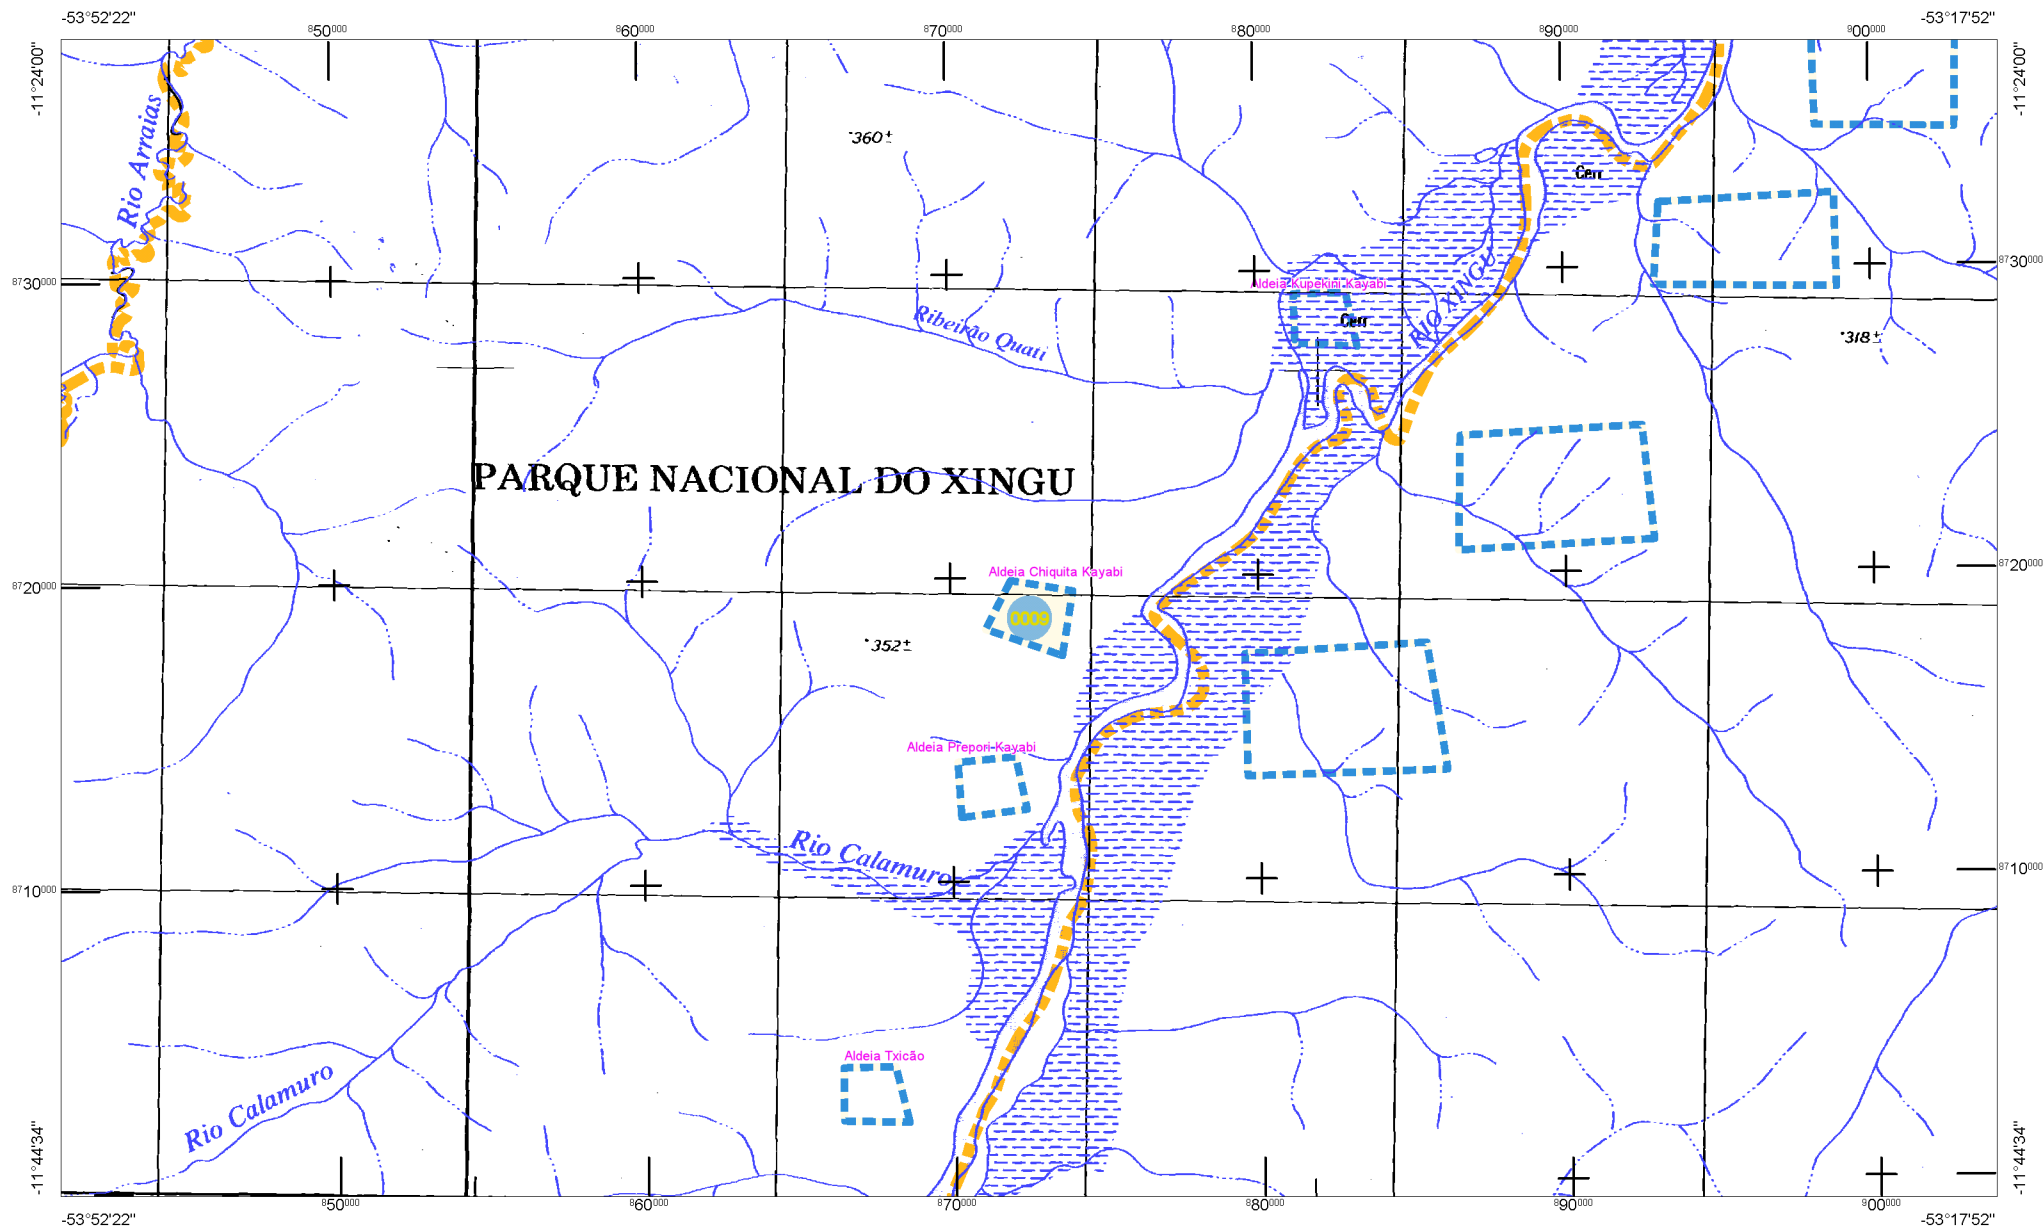 -53°52'22"
-53°17'52"
850000
860000
870000
880000
890000
900000
-11°24'00"
-11°24'00"
Rio Arraias
360±
Cerr
8730000
8730000
Aldeia Kupekini Kayabi
Cerr
RIO XINGU
Ribeirão Quati
318±
PARQUE NACIONAL DO XINGU
8720000
8720000
Aldeia Chiquita Kayabi
0009
352±
Aldeia Prepori-Kayabi
Rio Calamuro
8710000
8710000
Aldeia Txicão
Rio Calamuro
-11°44'34"
-11°44'34"
850000
860000
870000
880000
890000
900000
-53°52'22"
-53°17'52"